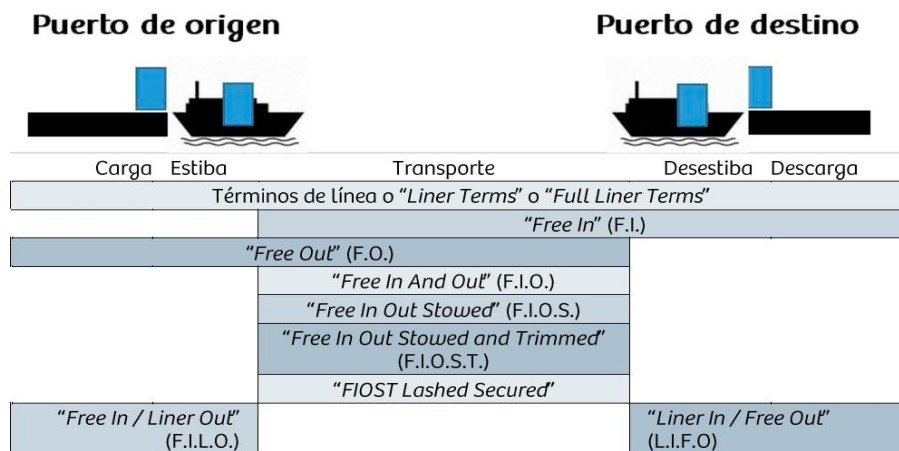 Puerto de origen
Puerto de destino
Carga Estiba Transporte Desestiba Descarga
Términos de línea o “Liner Terms” o “Full Liner Terms”
“Free In” (F.I.)
“Free Out” (F.O.)
“Free In And Out” (F.I.O.)
“Free In Out Stowed” (F.I.O.S.)
“Free In Out Stowed and Trimmed”
(F.I.O.S.T.)
“FIOST Lashed Secured”
“Free In / Liner Out”
(F.I.L.O.)
“Liner In / Free Out”
(L.I.F.O)